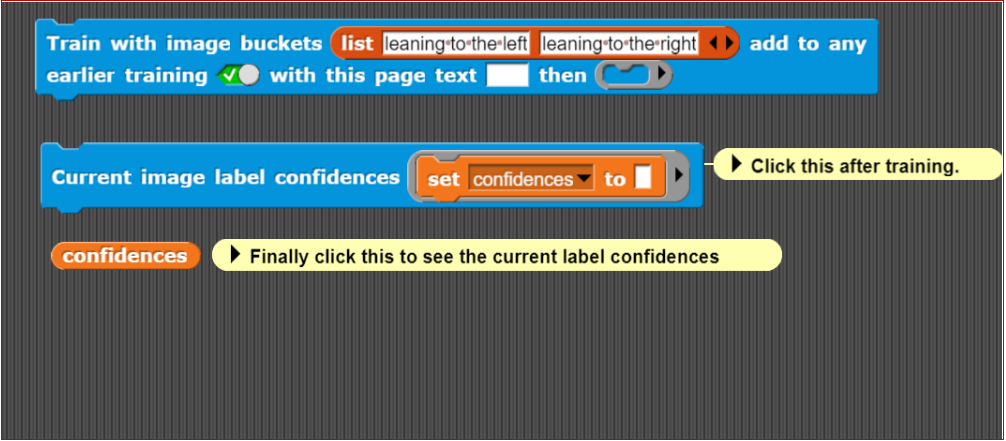 Train with image buckets list leaning to the left leaning to the right add to any
earlier training with this page text then
Current image label confidences set confidences to
Click this after training.
confidences
Finally click this to see the current label confidences